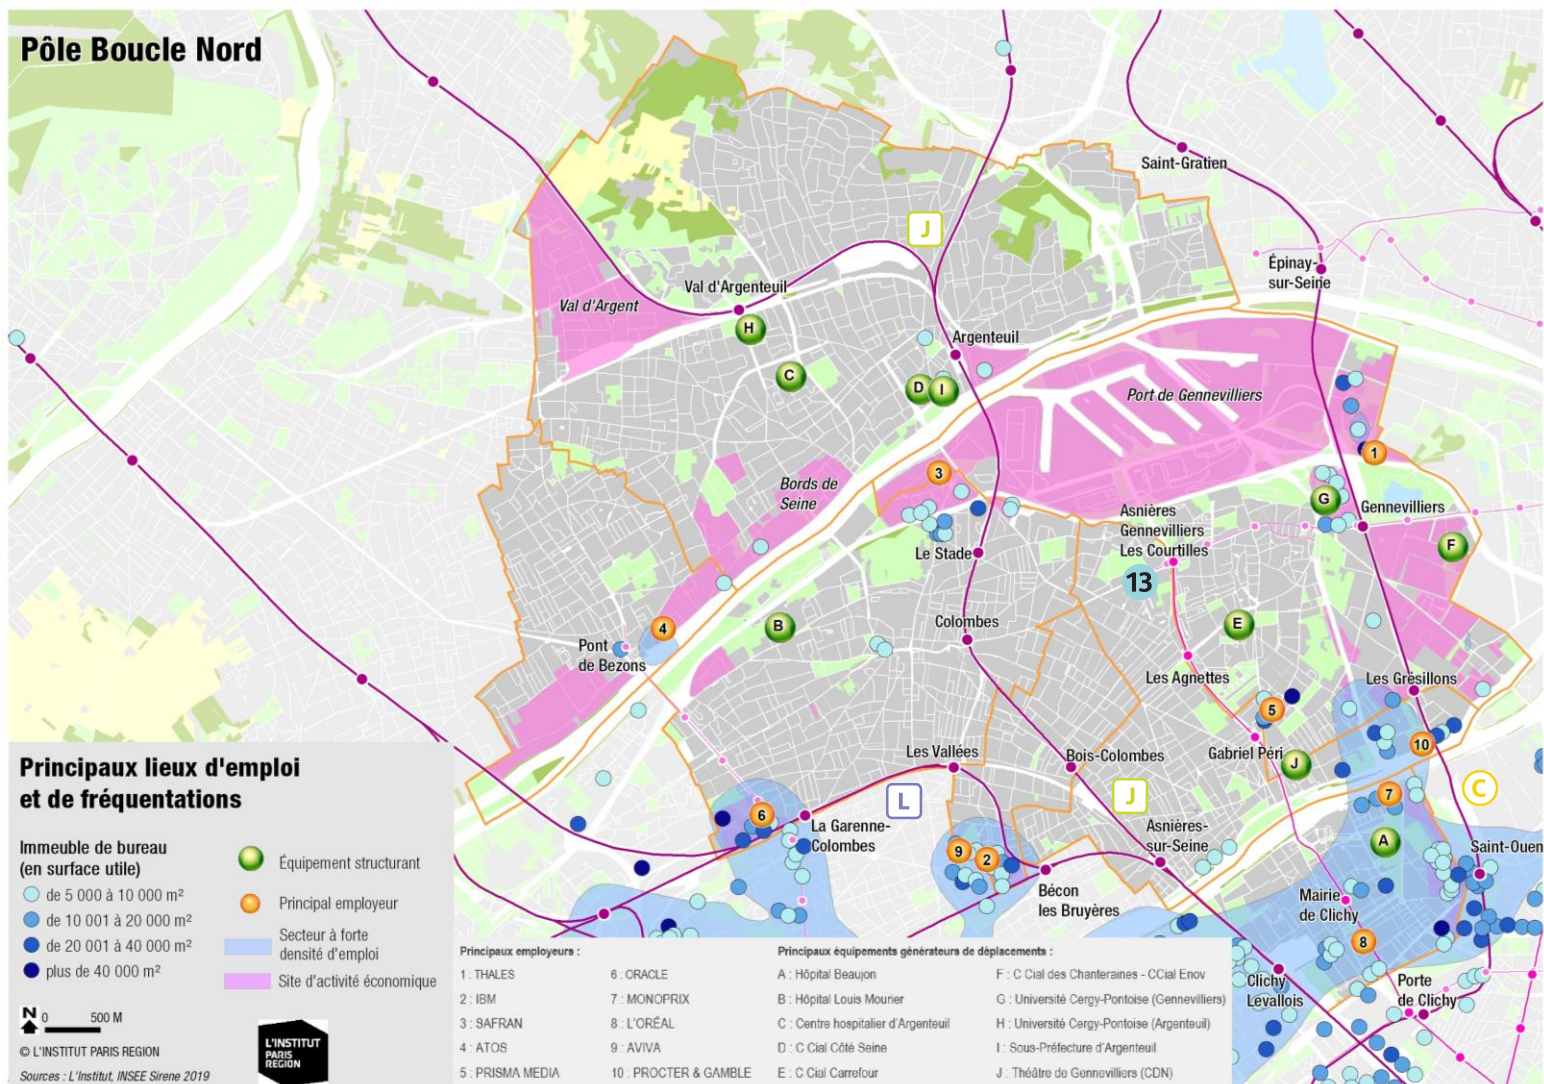 Pôle Boucle Nord
Saint-Gratien
J
Épinay-
sur-Seine
Val d'Argenteuil
Val d'Argent
H
Argenteuil
C
D
I
Port de Gennevilliers
1
3
Bords de
Seine
G
Asnières
Gennevilliers
Les Courtilles
Gennevilliers
F
Le Stade
13
4
B
Colombes
E
Pont
de Bezons
Les Agnettes
Les Grésillons
5
10
Les Vallées
Bois-Colombes
Gabriel Péri
J
L
J
C
7
6
La Garenne-
Colombes
Asnières-
sur-Seine
A
Saint-Ouen
9
2
Bécon
les Bruyères
Mairie
de Clichy
8
Clichy
Levallois
Porte
de Clichy
Principaux lieux d'emploi
et de fréquentations
Immeuble de bureau
(en surface utile)
de 5 000 à 10 000 m²
de 10 001 à 20 000 m²
de 20 001 à 40 000 m²
plus de 40 000 m²
Équipement structurant
Principal employeur
Secteur à forte
densité d'emploi
Site d'activité économique
N
0 500 M
© L'INSTITUT PARIS REGION
Sources : L'Institut, INSEE Sirene 2019
L'INSTITUT
PARIS
REGION
Principaux employeurs :
1 : THALES
2 : IBM
3 : SAFRAN
4 : ATOS
5 : PRISMA MEDIA
6 : ORACLE
7 : MONOPRIX
8 : L'ORÉAL
9 : AVIVA
10 : PROCTER & GAMBLE
Principaux équipements générateurs de déplacements :
A : Hôpital Beaujon
B : Hôpital Louis Mourier
C : Centre hospitalier d'Argenteuil
D : C Cial Côté Seine
E : C Cial Carrefour
F : C Cial des Chanteraines - CCial Enov
G : Université Cergy-Pontoise (Gennevilliers)
H : Université Cergy-Pontoise (Argenteuil)
I : Sous-Préfecture d'Argenteuil
J : Théâtre de Gennevilliers (CDN)